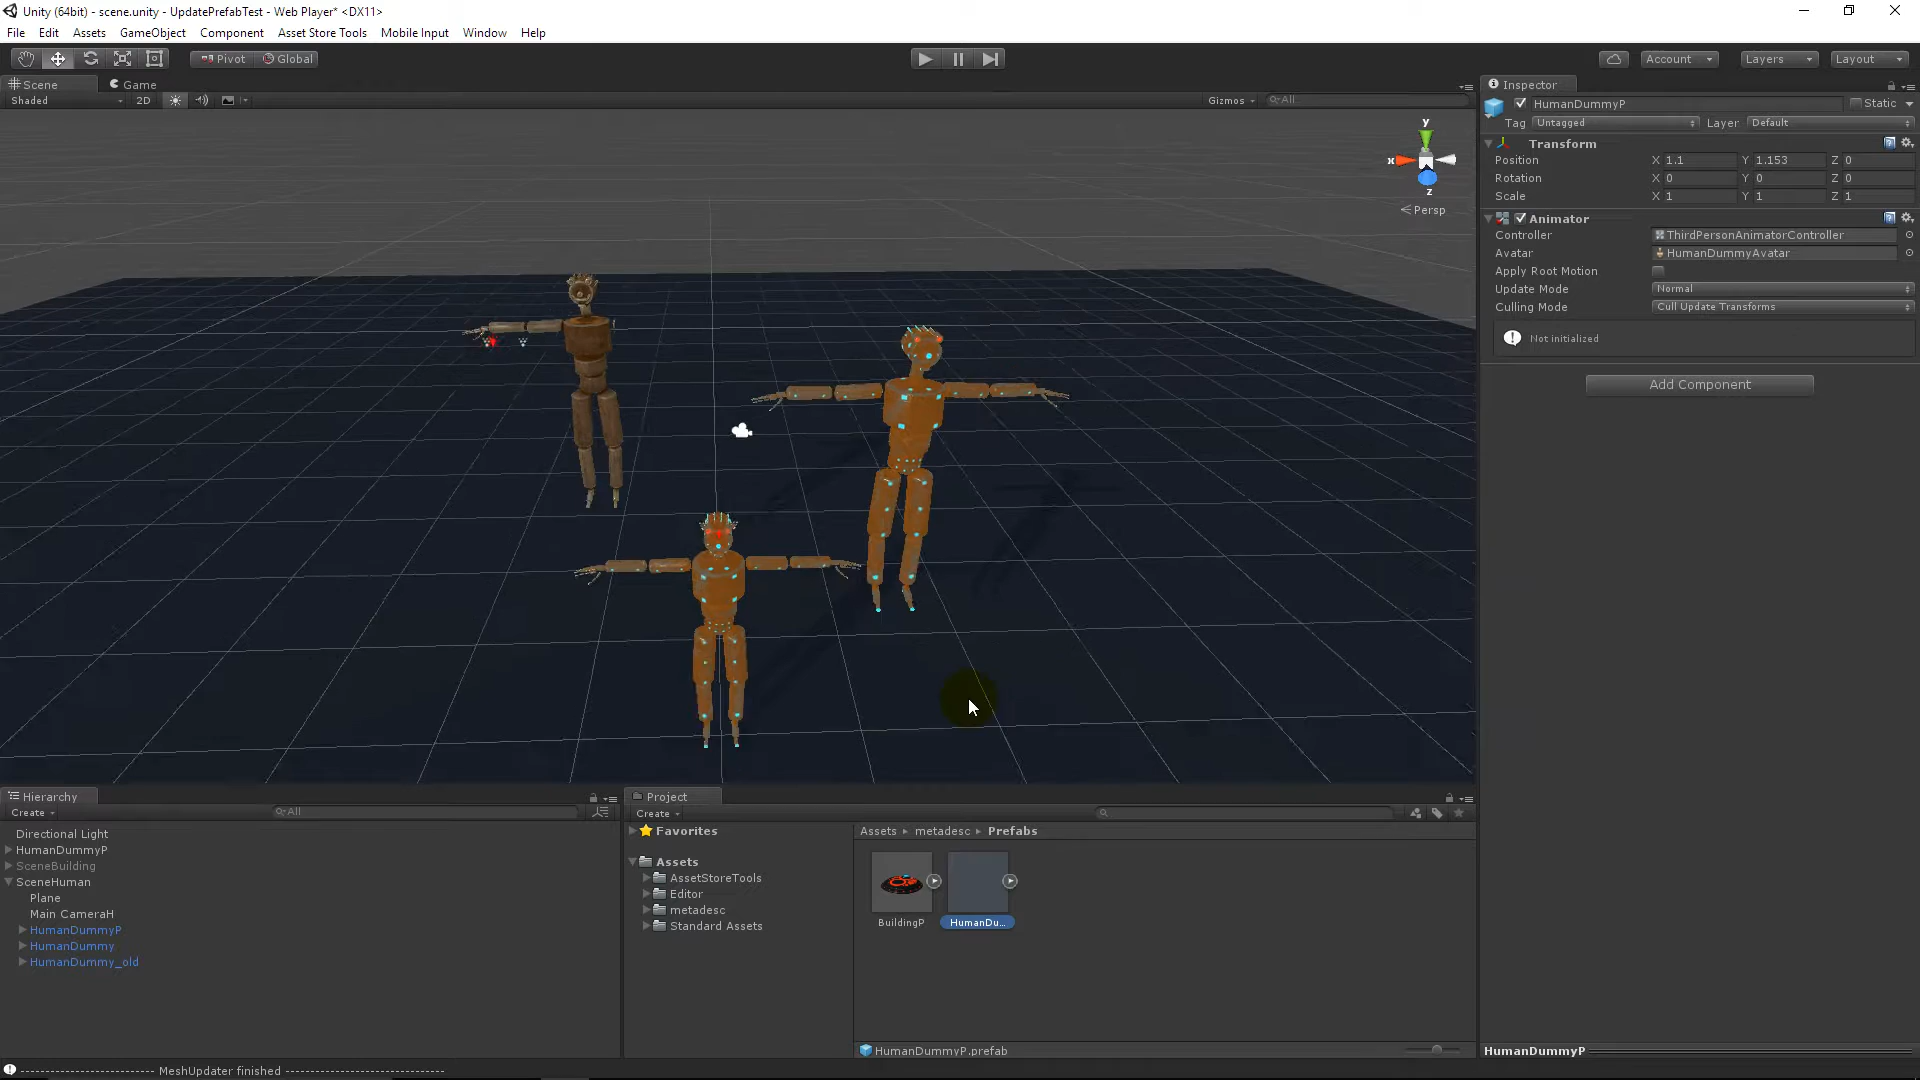 Unity (64bit) - scene.unity - UpdatePrefabTest - Web Player* <DX11>
File Edit Assets GameObject Component Asset Store Tools Mobile Input Window Help
Pivot Global Account Layers Layout
Scene Game
Shaded 2D Gizmos All
y
x
z
Persp
Inspector
HumanDummyP Static
Tag Untagged Layer Default
Transform
Position X 1.1 Y 1.153 Z 0
Rotation X 0 Y 0 Z 0
Scale X 1 Y 1 Z 1
Animator
Controller ThirdPersonAnimatorController
Avatar HumanDummyAvatar
Apply Root Motion
Update Mode Normal
Culling Mode Cull Update Transforms
Not initialized
Add Component
Hierarchy
Create All
Directional Light
HumanDummyP
SceneBuilding
SceneHuman
Plane
Main CameraH
HumanDummyP
HumanDummy
HumanDummy_old
Project
Create
Favorites
Assets
AssetStoreTools
Editor
metadesc
Standard Assets
Assets metadesc Prefabs
BuildingP HumanDu...
HumanDummyP.prefab
HumanDummyP
--------------------------- MeshUpdater finished --------------------------------